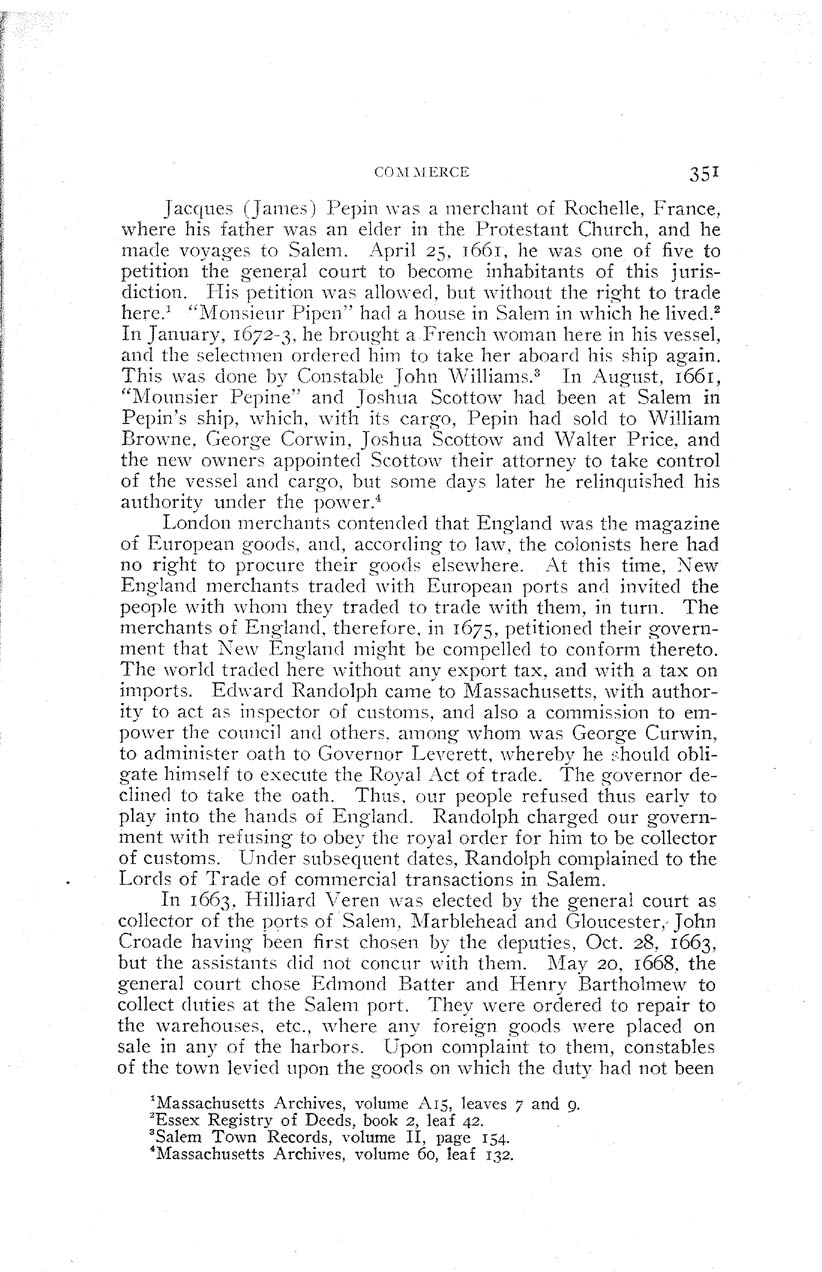 COMMERCE 351
Jacques (James) Pepin was a merchant of Rochelle, France,
where his father was an elder in the Protestant Church, and he
made voyages to Salem. April 25, 1661, he was one of five to
petition the general court to become inhabitants of this juris-
diction. His petition was allowed, but without the right to trade
here.¹ “Monsieur Pipen” had a house in Salem in which he lived.²
In January, 1672-3, he brought a French woman here in his vessel,
and the selectmen ordered him to take her aboard his ship again.
This was done by Constable John Williams.³ In August, 1661,
“Mounsier Pepine” and Joshua Scottow had been at Salem in
Pepin's ship, which, with its cargo, Pepin had sold to William
Browne, George Corwin, Joshua Scottow and Walter Price, and
the new owners appointed Scottow their attorney to take control
of the vessel and cargo, but some days later he relinquished his
authority under the power.⁴
London merchants contended that England was the magazine
of European goods, and, according to law, the colonists here had
no right to procure their goods elsewhere. At this time, New
England merchants traded with European ports and invited the
people with whom they traded to trade with them, in turn. The
merchants of England, therefore, in 1675, petitioned their govern-
ment that New England might be compelled to conform thereto.
The world traded here without any export tax, and with a tax on
imports. Edward Randolph came to Massachusetts, with author-
ity to act as inspector of customs, and also a commission to em-
power the council and others, among whom was George Curwin,
to administer oath to Governor Leverett, whereby he should obli-
gate himself to execute the Royal Act of trade. The governor de-
clined to take the oath. Thus, our people refused thus early to
play into the hands of England. Randolph charged our govern-
ment with refusing to obey the royal order for him to be collector
of customs. Under subsequent dates, Randolph complained to the
Lords of Trade of commercial transactions in Salem.
In 1663, Hilliard Veren was elected by the general court as
collector of the ports of Salem, Marblehead and Gloucester, John
Croade having been first chosen by the deputies, Oct. 28, 1663,
but the assistants did not concur with them. May 20, 1668, the
general court chose Edmond Batter and Henry Bartholmew to
collect duties at the Salem port. They were ordered to repair to
the warehouses, etc., where any foreign goods were placed on
sale in any of the harbors. Upon complaint to them, constables
of the town levied upon the goods on which the duty had not been
¹Massachusetts Archives, volume A15, leaves 7 and 9.
²Essex Registry of Deeds, book 2, leaf 42.
³Salem Town Records, volume II, page 154.
⁴Massachusetts Archives, volume 60, leaf 132.